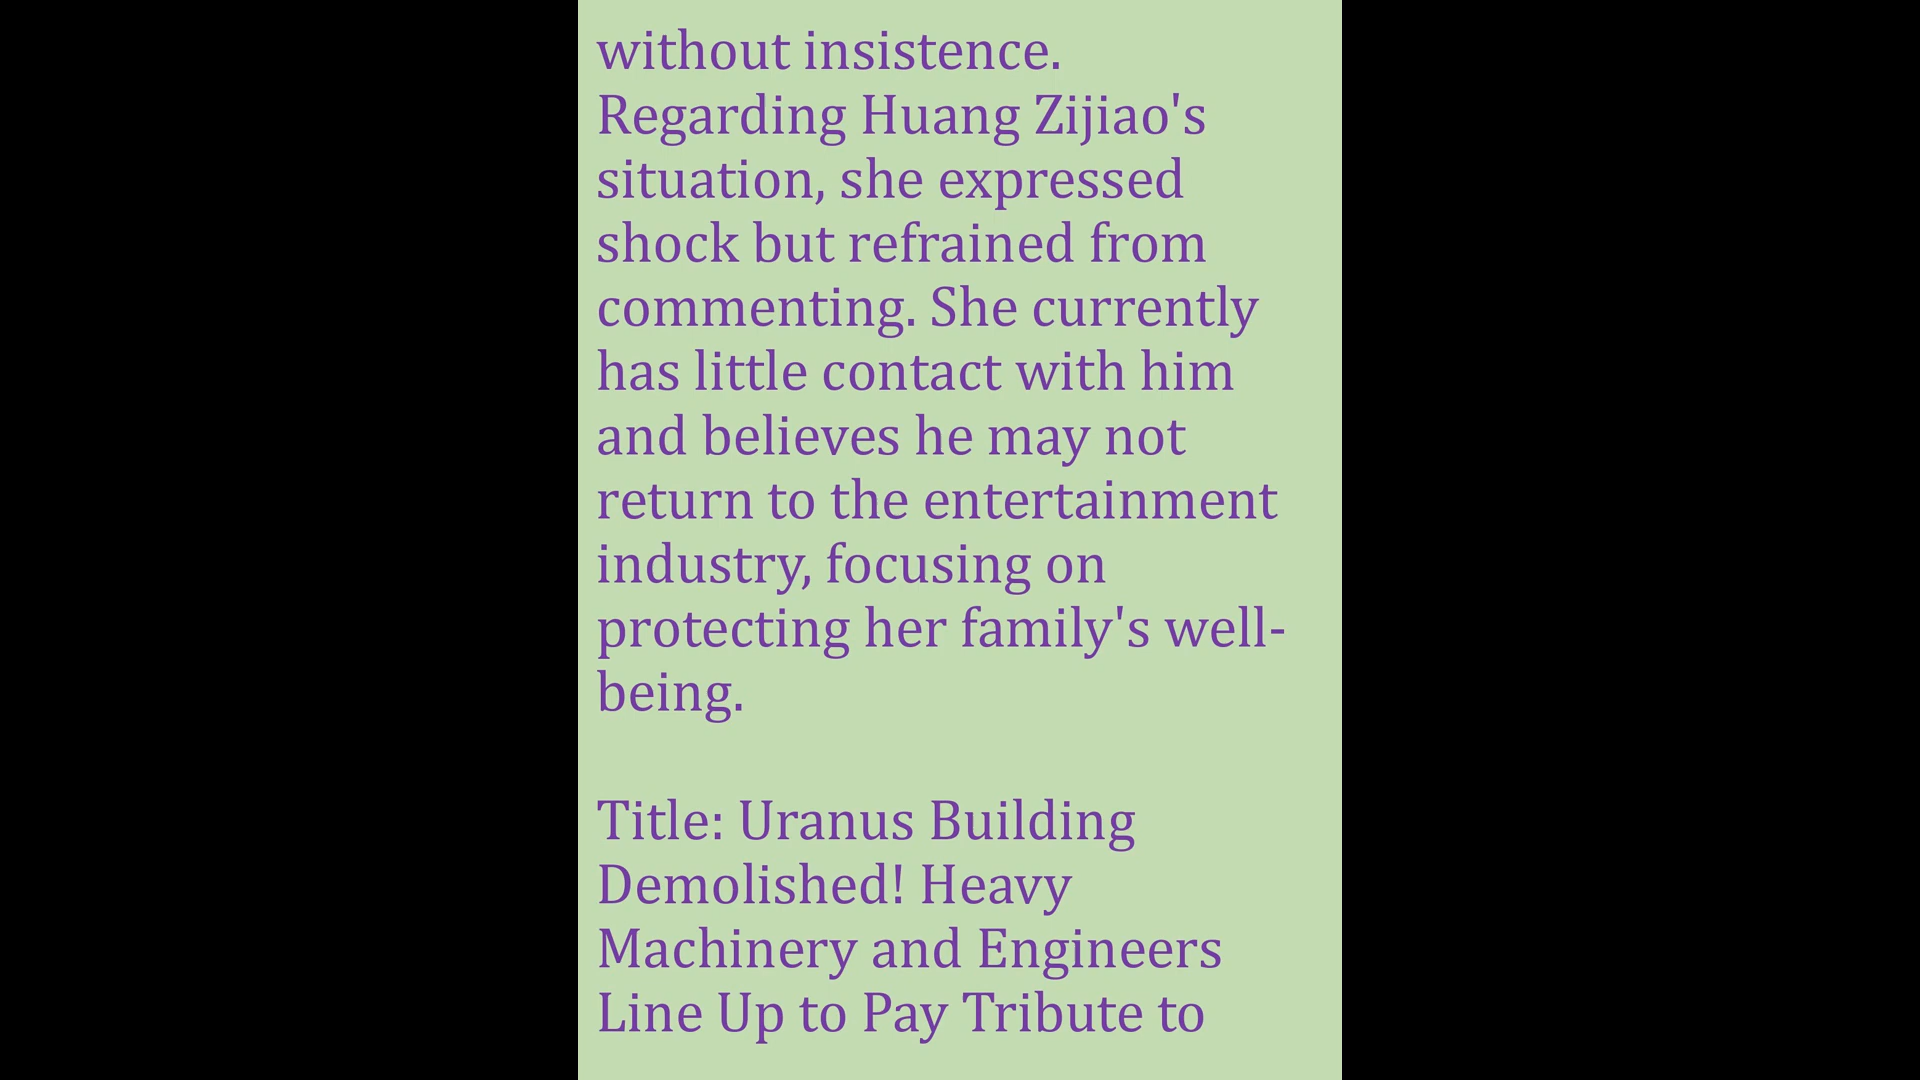 without insistence.
Regarding Huang Zijiao's
situation, she expressed
shock but refrained from
commenting. She currently
has little contact with him
and believes he may not
return to the entertainment
industry, focusing on
protecting her family's well-
being.
Title: Uranus Building
Demolished! Heavy
Machinery and Engineers
Line Up to Pay Tribute to